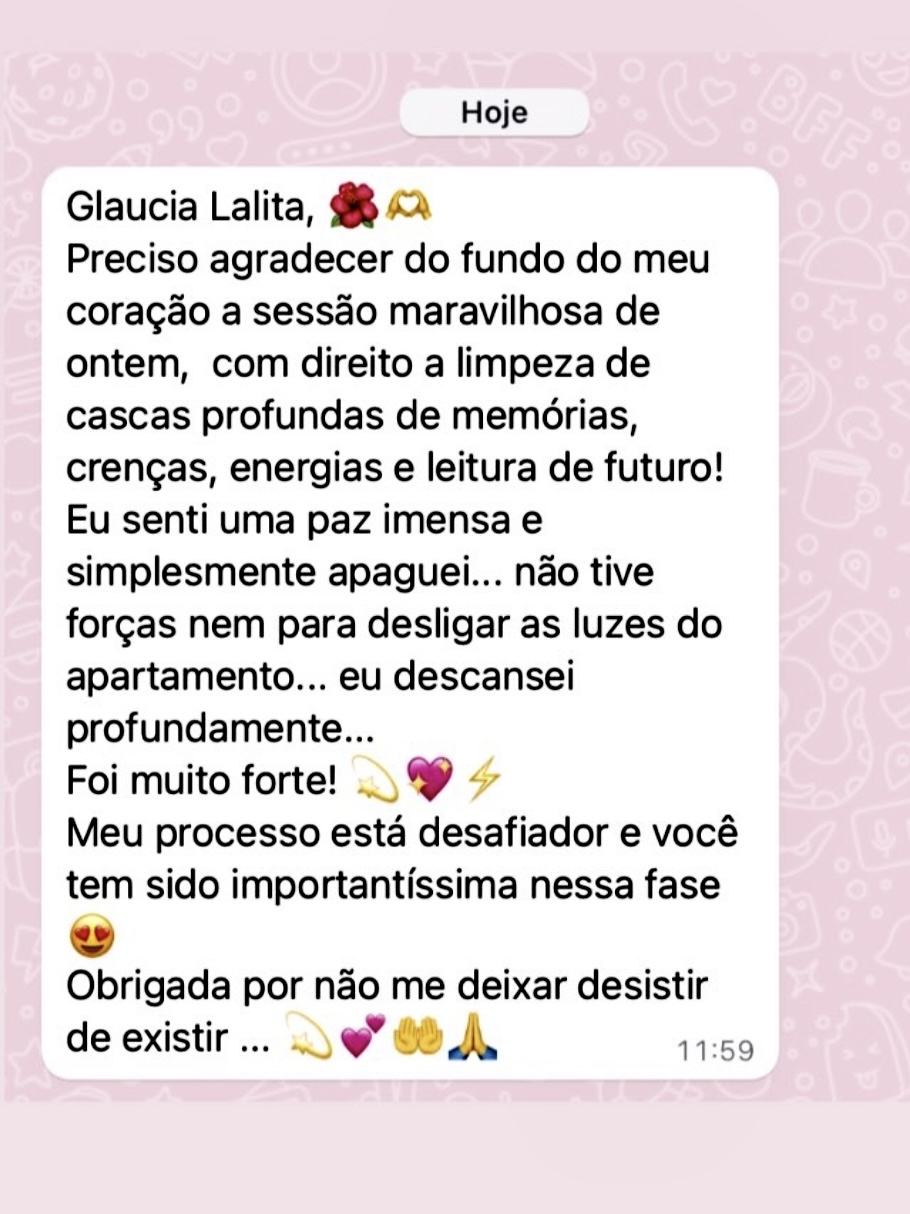 Hoje
Glaucia Lalita, 🌺🫶
Preciso agradecer do fundo do meu
coração a sessão maravilhosa de
ontem,  com direito a limpeza de
cascas profundas de memórias,
crenças, energias e leitura de futuro!
Eu senti uma paz imensa e
simplesmente apaguei... não tive
forças nem para desligar as luzes do
apartamento... eu descansei
profundamente...
Foi muito forte! 💫💖⚡
Meu processo está desafiador e você
tem sido importantíssima nessa fase
😍
Obrigada por não me deixar desistir
de existir ... 💫💕🤲🙏
11:59